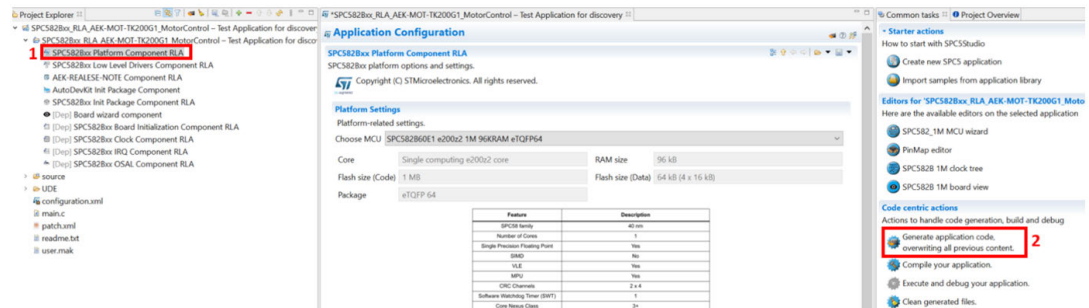 Project Explorer
SPC582Bxx_RLA_AEK-MOT-TK200G1_MotorControl – Test Application for discover
SPC582Bxx_RLA_AEK-MOT-TK200G1_MotorControl – Test Application for disco
1
SPC582Bxx Platform Component RLA
SPC582Bxx Low Level Drivers Component RLA
AEK-REALESE-NOTE Component RLA
AutoDevKit Init Package Component
SPC582Bxx Init Package Component RLA
[Dep] Board wizard component
[Dep] SPC582Bxx Board Initialization Component RLA
[Dep] SPC582Bxx Clock Component RLA
[Dep] SPC582Bxx IRQ Component RLA
[Dep] SPC582Bxx OSAL Component RLA
source
UDE
configuration.xml
main.c
patch.xml
readme.txt
user.mak
*SPC582Bxx_RLA_AEK-MOT-TK200G1_MotorControl – Test Application for discovery
Application Configuration
SPC582Bxx Platform Component RLA
SPC582Bxx platform options and settings.
Copyright (C) STMicroelectronics. All rights reserved.
Platform Settings
Platform-related settings.
Choose MCU SPC582B60E1 e200z2 1M 96KRAM eTQFP64
Core Single computing e200z2 core RAM size 96 kB
Flash size (Code) 1 MB Flash size (Data) 64 kB (4 x 16 kB)
Package eTQFP 64
Feature Description
SPC58 family 40 nm
Number of Cores 1
Single Precision Floating Point Yes
SIMD No
VLE Yes
MPU Yes
CRC Channels 2 x 4
Software Watchdog Timer (SWT) 1
Core Nexus Class 3+
Common tasks Project Overview
Starter actions
How to start with SPC5Studio
Create new SPC5 application
Import samples from application library
Editors for 'SPC582Bxx_RLA_AEK-MOT-TK200G1_Moto
Here are the available editors on the selected application
SPC582_1M MCU wizard
PinMap editor
SPC582B 1M clock tree
SPC582B 1M board view
Code centric actions
Actions to handle code generation, build and debug
Generate application code,
overwriting all previous content.
2
Compile your application.
Execute and debug your application.
Clean generated files.